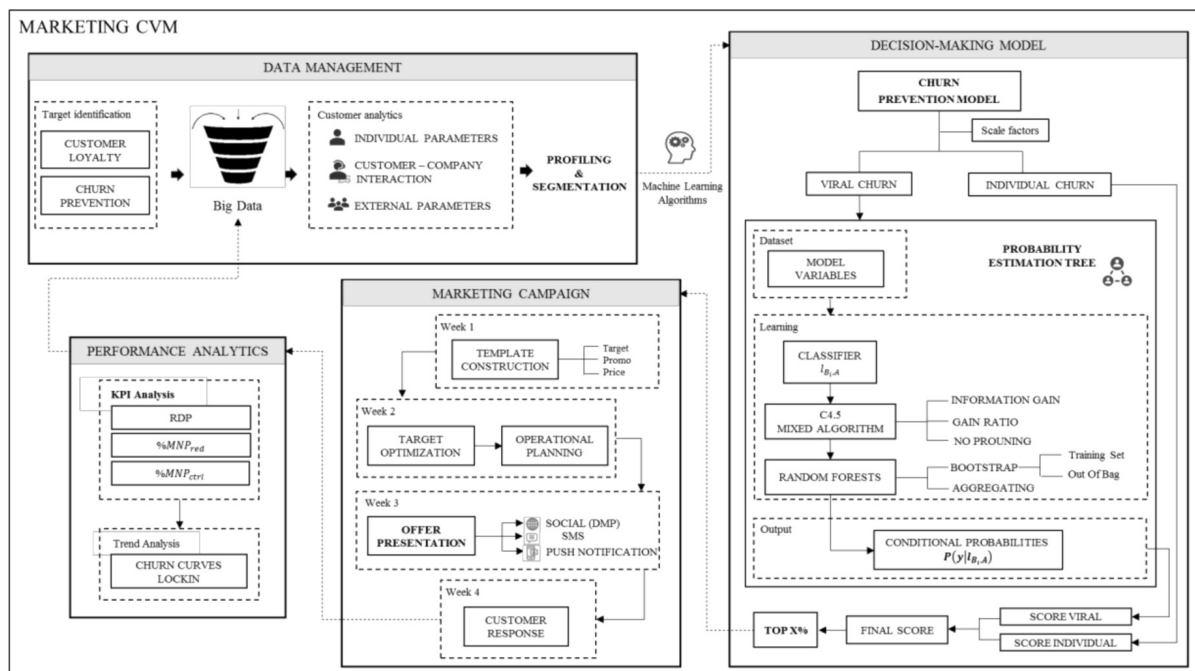 MARKETING CVM
DATA MANAGEMENT
Target identification
CUSTOMER
LOYALTY
CHURN
PREVENTION
Big Data
Customer analytics
INDIVIDUAL PARAMETERS
CUSTOMER – COMPANY
INTERACTION
EXTERNAL PARAMETERS
PROFILING
&
SEGMENTATION
Machine Learning
Algorithms
DECISION-MAKING MODEL
CHURN
PREVENTION MODEL
Scale factors
VIRAL CHURN
INDIVIDUAL CHURN
Dataset
MODEL
VARIABLES
PROBABILITY
ESTIMATION TREE
Learning
CLASSIFIER
l_{B_i,A}
C4.5
MIXED ALGORITHM
INFORMATION GAIN
GAIN RATIO
NO PROUNING
RANDOM FORESTS
BOOTSTRAP
AGGREGATING
Training Set
Out Of Bag
Output
CONDITIONAL PROBABILITIES
P(y|l_{B_i,A})
SCORE VIRAL
SCORE INDIVIDUAL
FINAL SCORE
TOP X%
MARKETING CAMPAIGN
Week 1
TEMPLATE
CONSTRUCTION
Target
Promo
Price
Week 2
TARGET
OPTIMIZATION
OPERATIONAL
PLANNING
Week 3
OFFER
PRESENTATION
SOCIAL (DMP)
SMS
PUSH NOTIFICATION
Week 4
CUSTOMER
RESPONSE
PERFORMANCE ANALYTICS
KPI Analysis
RDP
%MNP_{red}
%MNP_{ctrl}
Trend Analysis
CHURN CURVES
LOCKIN